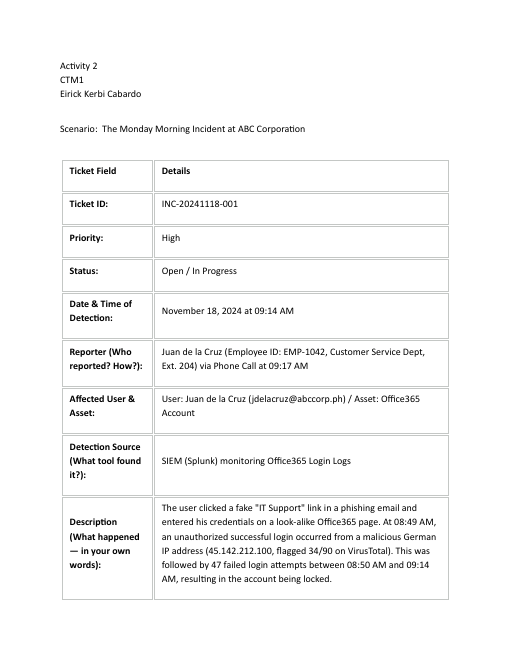 Activity 2
CTM1
Eirick Kerbi Cabardo
Scenario:  The Monday Morning Incident at ABC Corporation
Ticket Field
Details
Ticket ID:
INC-20241118-001
Priority:
High
Status:
Open / In Progress
Date & Time of
Detection:
November 18, 2024 at 09:14 AM
Reporter (Who
reported? How?):
Juan de la Cruz (Employee ID: EMP-1042, Customer Service Dept,
Ext. 204) via Phone Call at 09:17 AM
Affected User &
Asset:
User: Juan de la Cruz (jdelacruz@abccorp.ph) / Asset: Office365
Account
Detection Source
(What tool found
it?):
SIEM (Splunk) monitoring Office365 Login Logs
Description
(What happened
— in your own
words):
The user clicked a fake "IT Support" link in a phishing email and
entered his credentials on a look-alike Office365 page. At 08:49 AM,
an unauthorized successful login occurred from a malicious German
IP address (45.142.212.100, flagged 34/90 on VirusTotal). This was
followed by 47 failed login attempts between 08:50 AM and 09:14
AM, resulting in the account being locked.